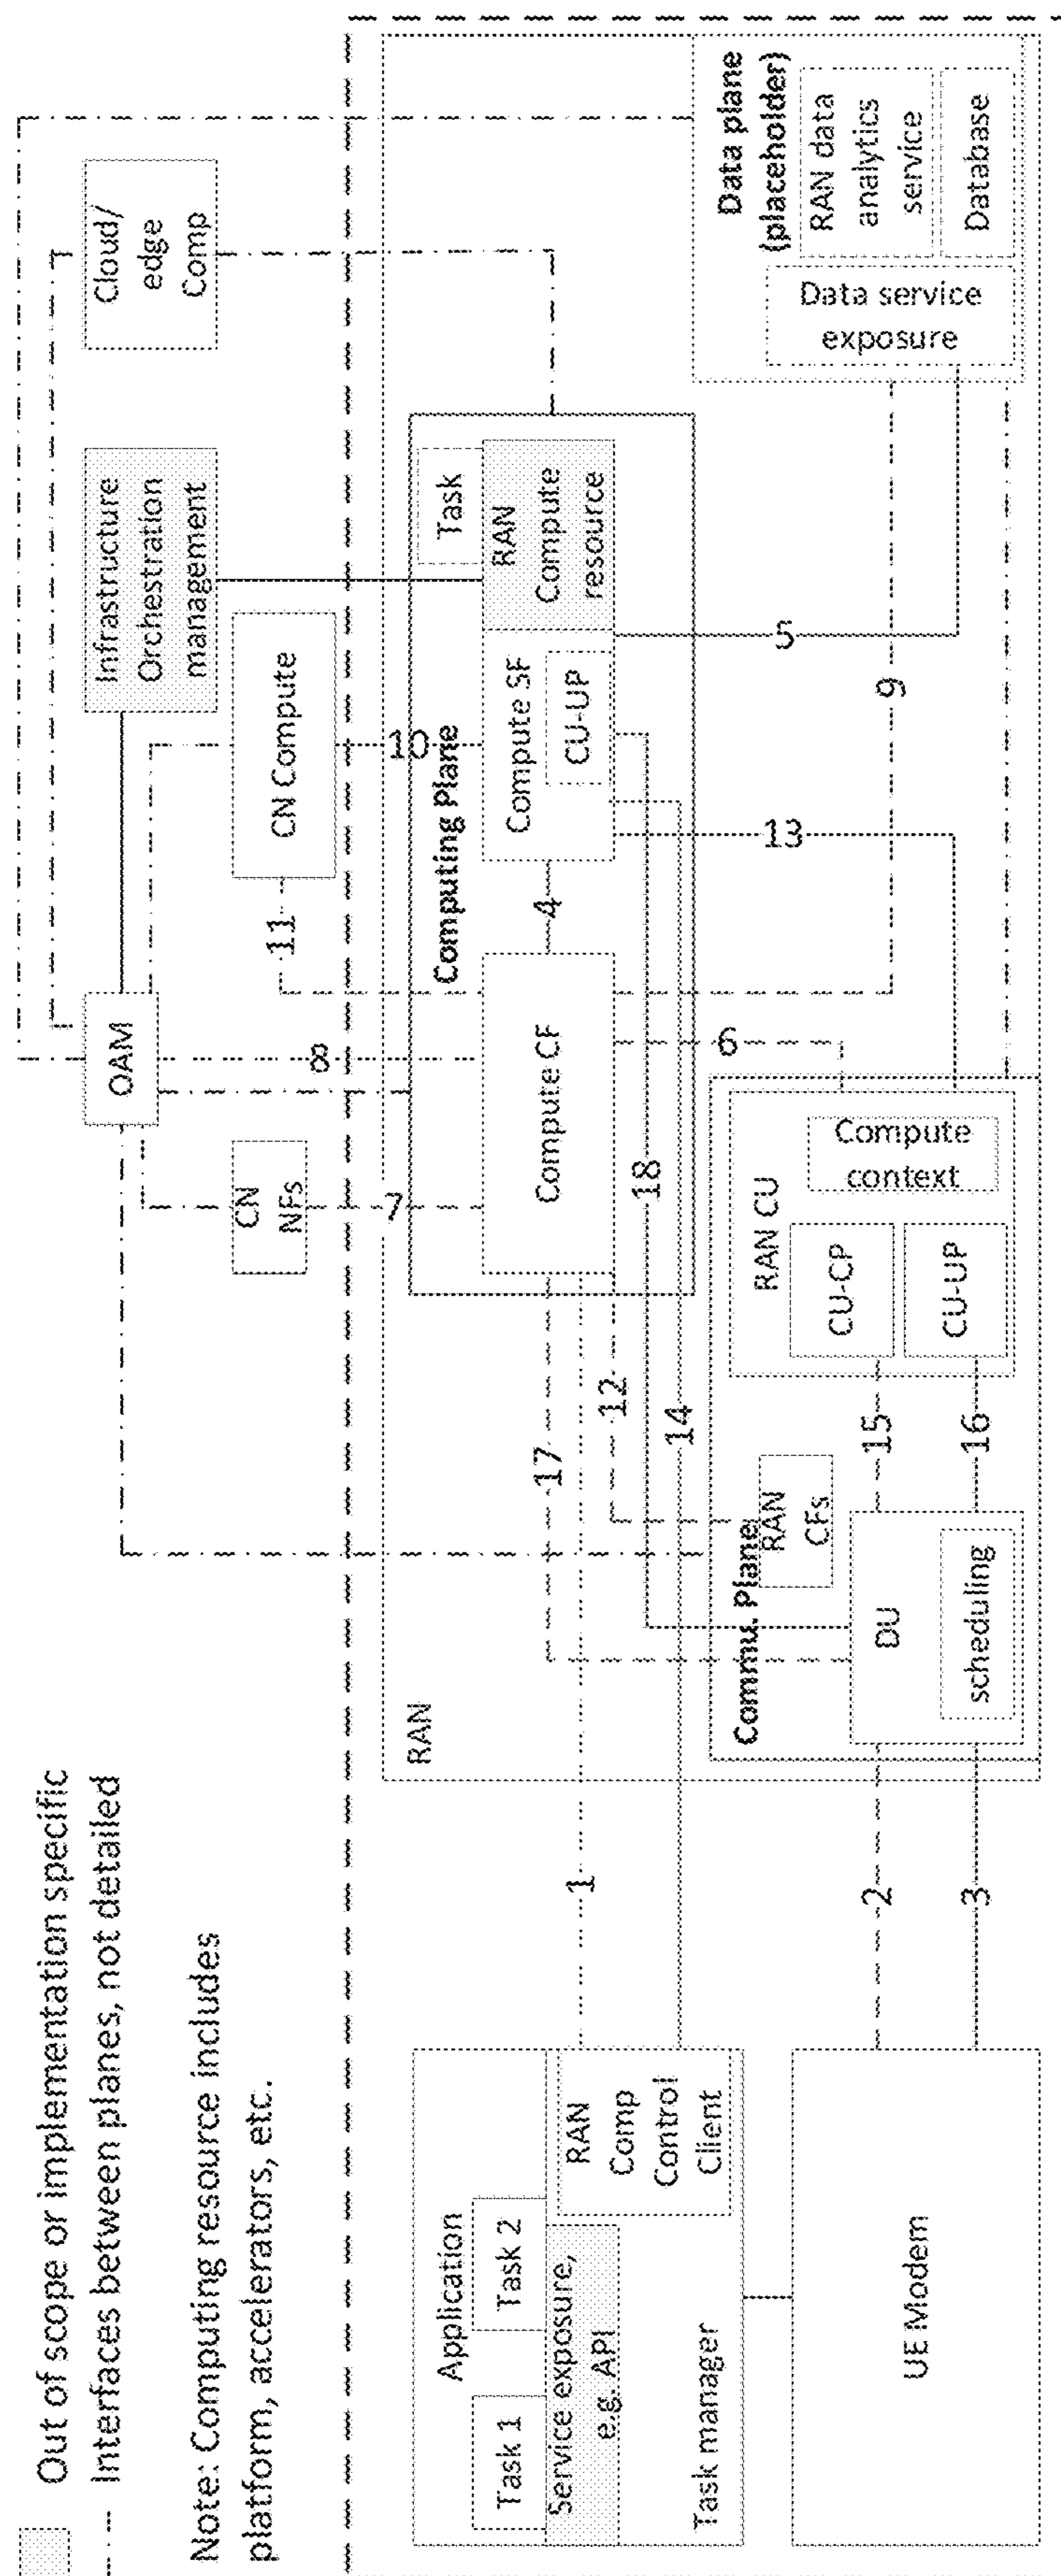 Out of scope or implementation specific
Interfaces between planes, not detailed
Note: Computing resource includes
platform, accelerators, etc.
OAM
Infrastructure
Orchestration
management
Cloud/
edge
Comp
CN
NFs
CN Compute
7
8
11
10
RAN
Computing Plane
Compute CF
4
Compute SF
CU-UP
Task
RAN
Compute
resource
Application
Task 1
Task 2
Service exposure,
e.g. API
RAN
Comp
Control
Client
Task manager
UE Modem
1
2
3
17
12
14
18
6
13
5
9
Commu. Plane
RAN
CFs
DU
scheduling
15
16
RAN CU
CU-CP
CU-UP
Compute
context
Data plane
(placeholder)
Data service
exposure
RAN data
analytics
service
Database